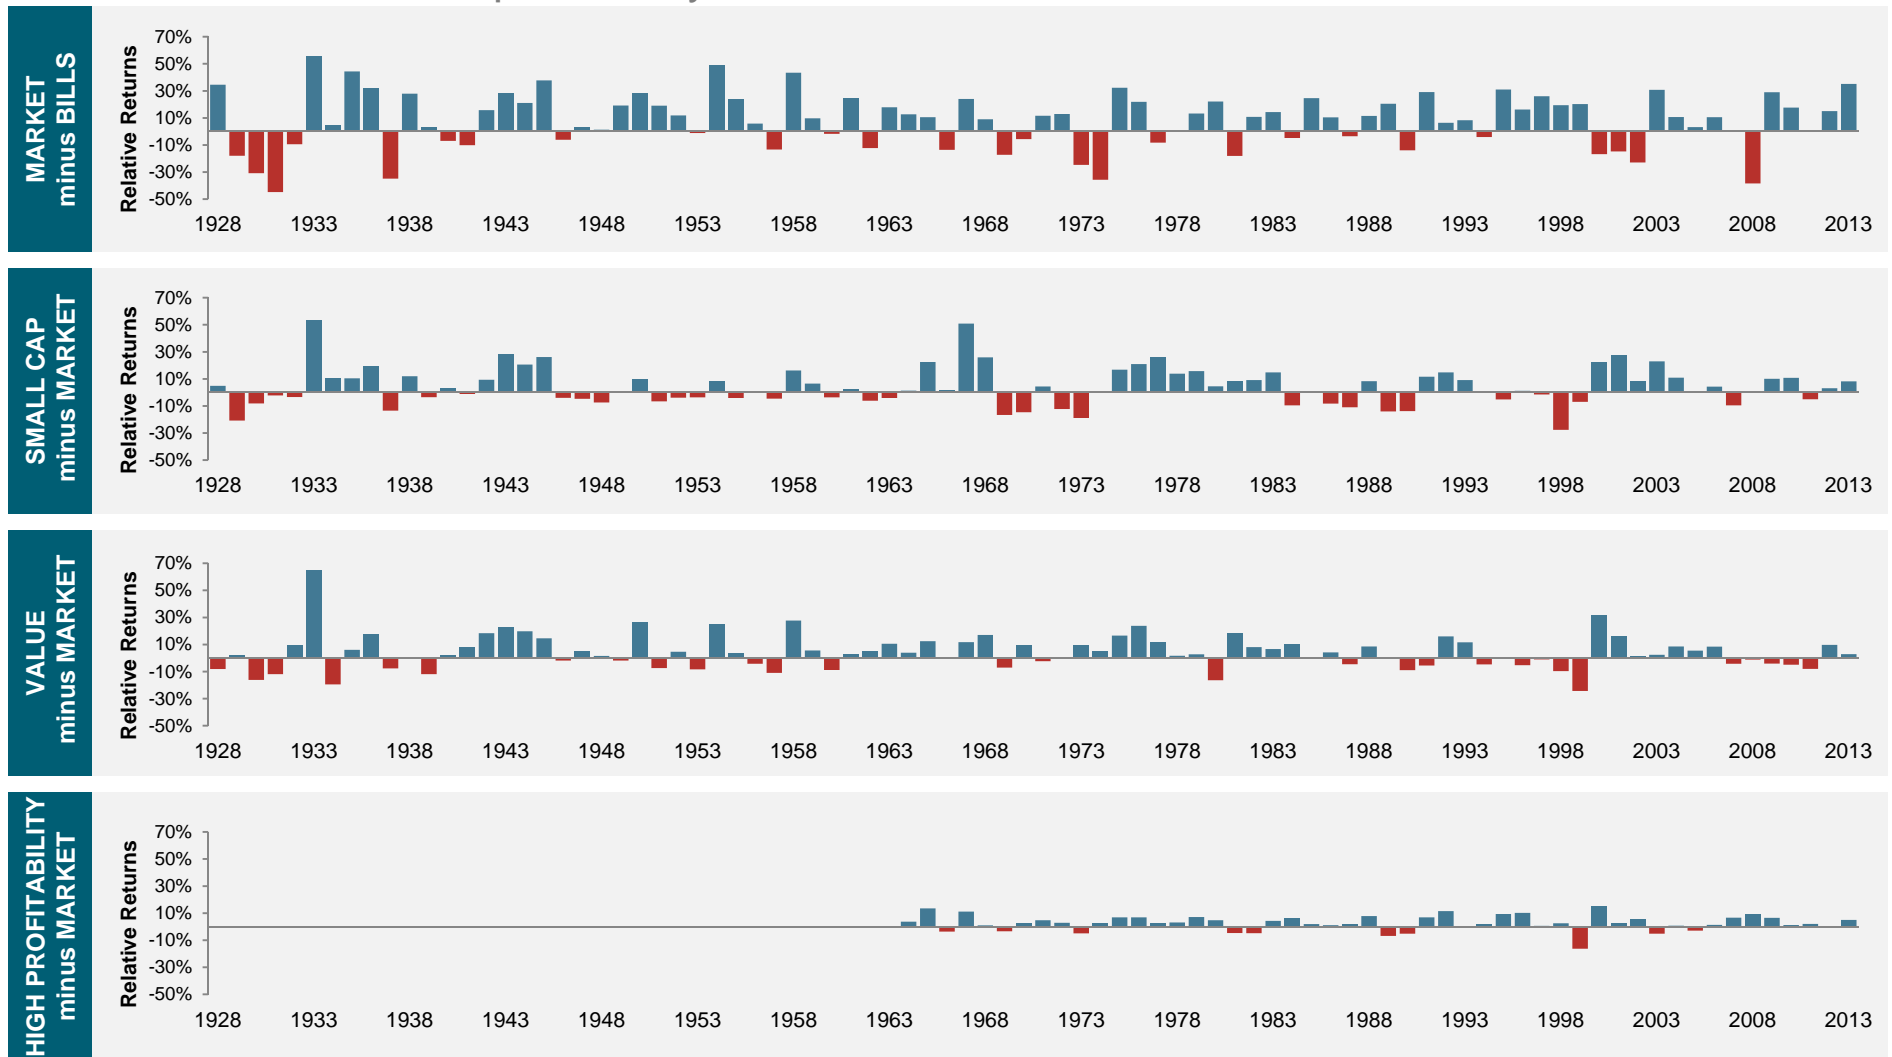 MARKET
minus BILLS
Relative Returns
70%
50%
30%
10%
-10%
-30%
-50%
1928 1933 1938 1943 1948 1953 1958 1963 1968 1973 1978 1983 1988 1993 1998 2003 2008 2013
SMALL CAP
minus MARKET
Relative Returns
70%
50%
30%
10%
-10%
-30%
-50%
1928 1933 1938 1943 1948 1953 1958 1963 1968 1973 1978 1983 1988 1993 1998 2003 2008 2013
VALUE
minus MARKET
Relative Returns
70%
50%
30%
10%
-10%
-30%
-50%
1928 1933 1938 1943 1948 1953 1958 1963 1968 1973 1978 1983 1988 1993 1998 2003 2008 2013
HIGH PROFITABILITY
minus MARKET
Relative Returns
70%
50%
30%
10%
-10%
-30%
-50%
1928 1933 1938 1943 1948 1953 1958 1963 1968 1973 1978 1983 1988 1993 1998 2003 2008 2013